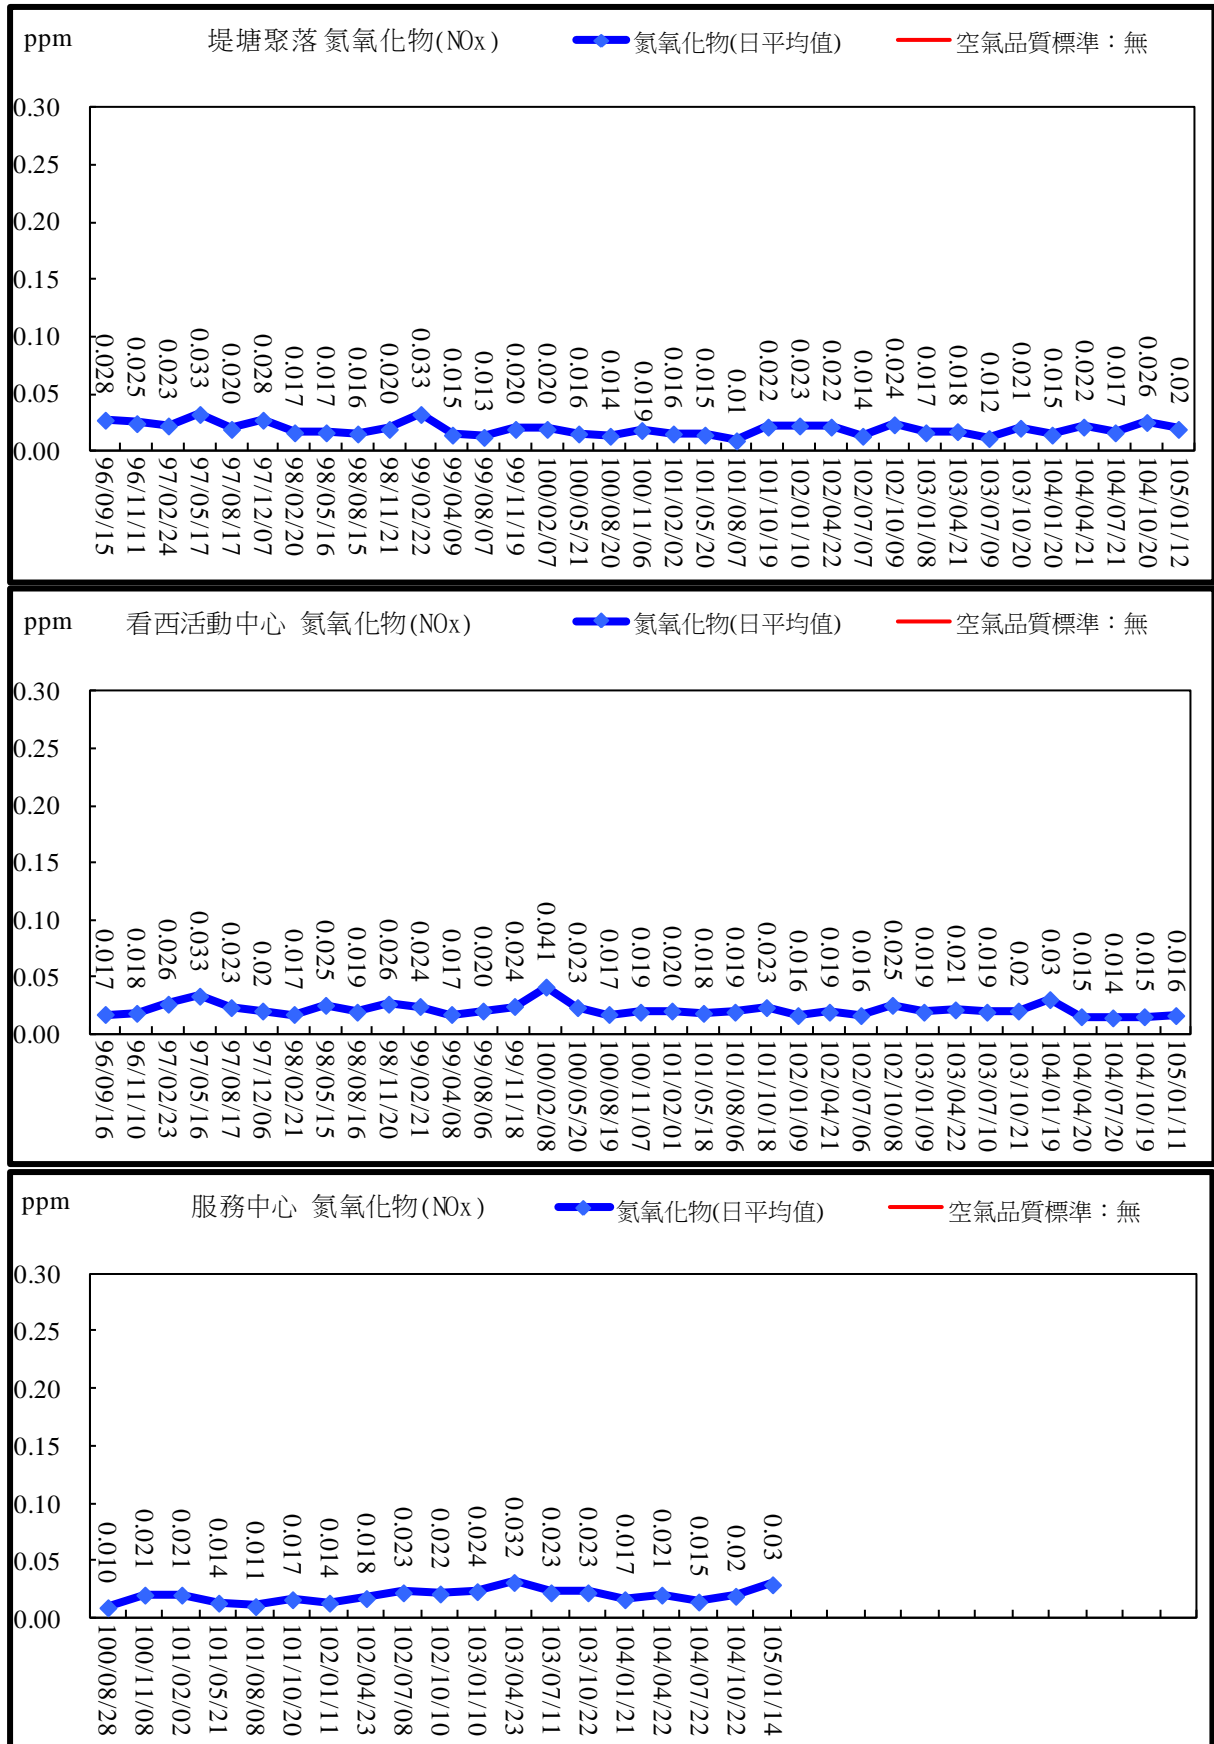 ppm 堤塘聚落 氮氧化物(NOx) 氮氧化物(日平均值) 空氣品質標準：無
0.30
0.25
0.20
0.15
0.10
0.05
0.00
0.028 0.025 0.023 0.033 0.020 0.028 0.017 0.017 0.016 0.020 0.033 0.015 0.013 0.020 0.020 0.016 0.014 0.019 0.016 0.015 0.01 0.022 0.023 0.022 0.014 0.024 0.017 0.018 0.012 0.021 0.015 0.022 0.017 0.026 0.02
96/09/15 96/11/11 97/02/24 97/05/17 97/08/17 97/12/07 98/02/20 98/05/16 98/08/15 98/11/21 99/02/22 99/04/09 99/08/07 99/11/19 100/02/07 100/05/21 100/08/20 100/11/06 101/02/02 101/05/20 101/08/07 101/10/19 102/01/10 102/04/22 102/07/07 102/10/09 103/01/08 103/04/21 103/07/09 103/10/20 104/01/20 104/04/21 104/07/21 104/10/20 105/01/12
ppm 看西活動中心 氮氧化物(NOx) 氮氧化物(日平均值) 空氣品質標準：無
0.30
0.25
0.20
0.15
0.10
0.05
0.00
0.017 0.018 0.026 0.033 0.023 0.02 0.017 0.025 0.019 0.026 0.024 0.017 0.020 0.024 0.041 0.023 0.017 0.019 0.020 0.018 0.019 0.023 0.016 0.019 0.016 0.025 0.019 0.021 0.019 0.02 0.03 0.015 0.014 0.015 0.016
96/09/16 96/11/10 97/02/23 97/05/16 97/08/17 97/12/06 98/02/21 98/05/15 98/08/16 98/11/20 99/02/21 99/04/08 99/08/06 99/11/18 100/02/08 100/05/20 100/08/19 100/11/07 101/02/01 101/05/18 101/08/06 101/10/18 102/01/09 102/04/21 102/07/06 102/10/08 103/01/09 103/04/22 103/07/10 103/10/21 104/01/19 104/04/20 104/07/20 104/10/19 105/01/11
ppm 服務中心 氮氧化物(NOx) 氮氧化物(日平均值) 空氣品質標準：無
0.30
0.25
0.20
0.15
0.10
0.05
0.00
0.010 0.021 0.021 0.014 0.011 0.017 0.014 0.018 0.023 0.022 0.024 0.032 0.023 0.023 0.017 0.021 0.015 0.02 0.03
100/08/28 100/11/08 101/02/02 101/05/21 101/08/08 101/10/20 102/01/11 102/04/23 102/07/08 102/10/10 103/01/10 103/04/23 103/07/11 103/10/22 104/01/21 104/04/22 104/07/22 104/10/22 105/01/14